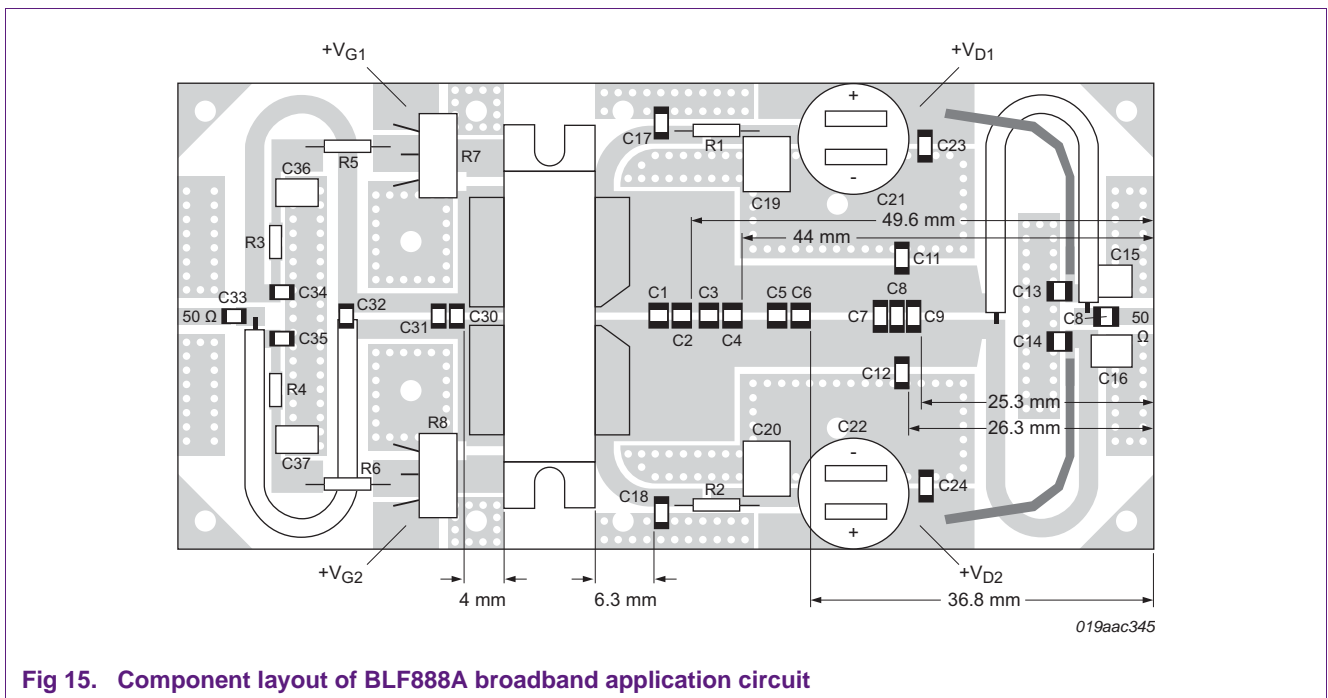 +VG1
+VD1
C17
R1
C23
R7
R5
C36
C19
+
-
C21
49.6 mm
44 mm
R3
C11
C15
C34
C33
C32
C1
C3
C5
C6
C8
C13
50 Ω
C31
C30
C7
C9
C8
50
Ω
C35
C2
C4
C14
C16
R4
C12
25.3 mm
R8
C20
C22
26.3 mm
C37
-
R6
C18
R2
C24
+
+VG2
+VD2
4 mm
6.3 mm
36.8 mm
019aac345
Fig 15. Component layout of BLF888A broadband application circuit